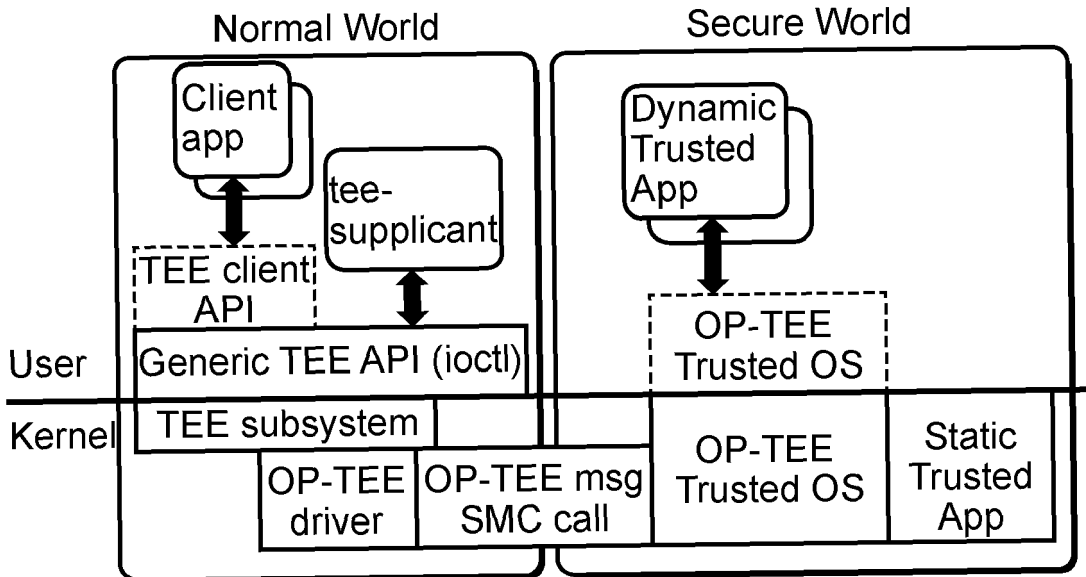 Normal World
Secure World
Client
app
tee-
supplicant
Dynamic
Trusted
App
TEE client
API
Generic TEE API (ioctl)
OP-TEE
Trusted OS
User
Kernel
TEE subsystem
OP-TEE
driver
OP-TEE msg
SMC call
OP-TEE
Trusted OS
Static
Trusted
App